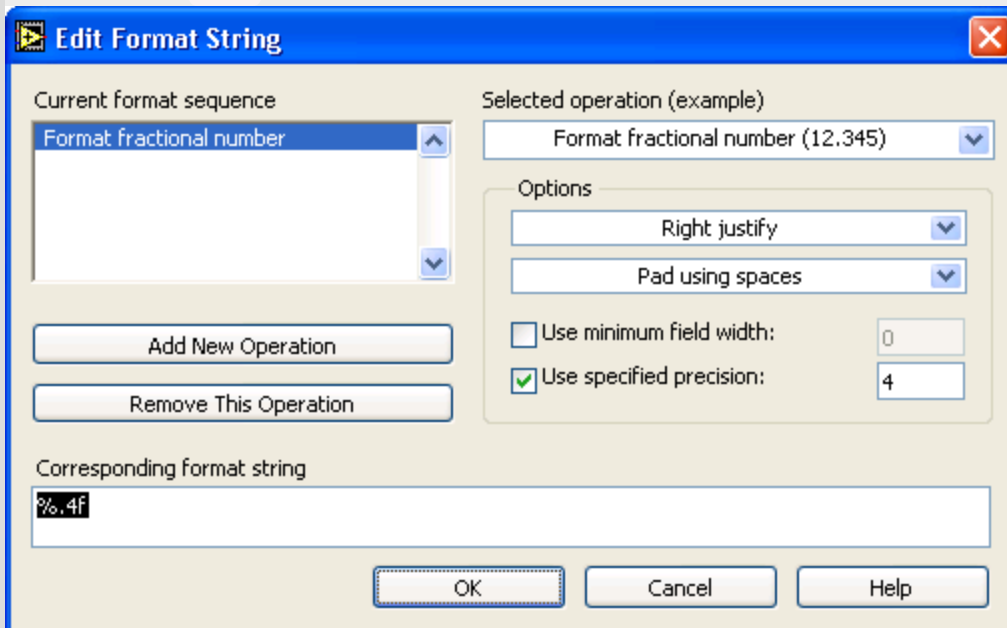 Edit Format String
Current format sequence
Format fractional number
Add New Operation
Remove This Operation
Selected operation (example)
Format fractional number (12.345)
Options
Right justify
Pad using spaces
Use minimum field width: 0
Use specified precision: 4
Corresponding format string
%.4f
OK Cancel Help